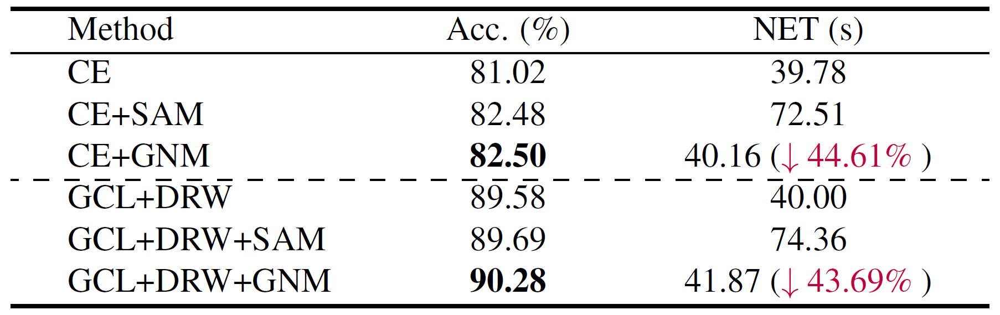 Method Acc. (%) NET (s)
CE 81.02 39.78
CE+SAM 82.48 72.51
CE+GNM 82.50 40.16 (↓ 44.61% )
GCL+DRW 89.58 40.00
GCL+DRW+SAM 89.69 74.36
GCL+DRW+GNM 90.28 41.87 (↓ 43.69% )